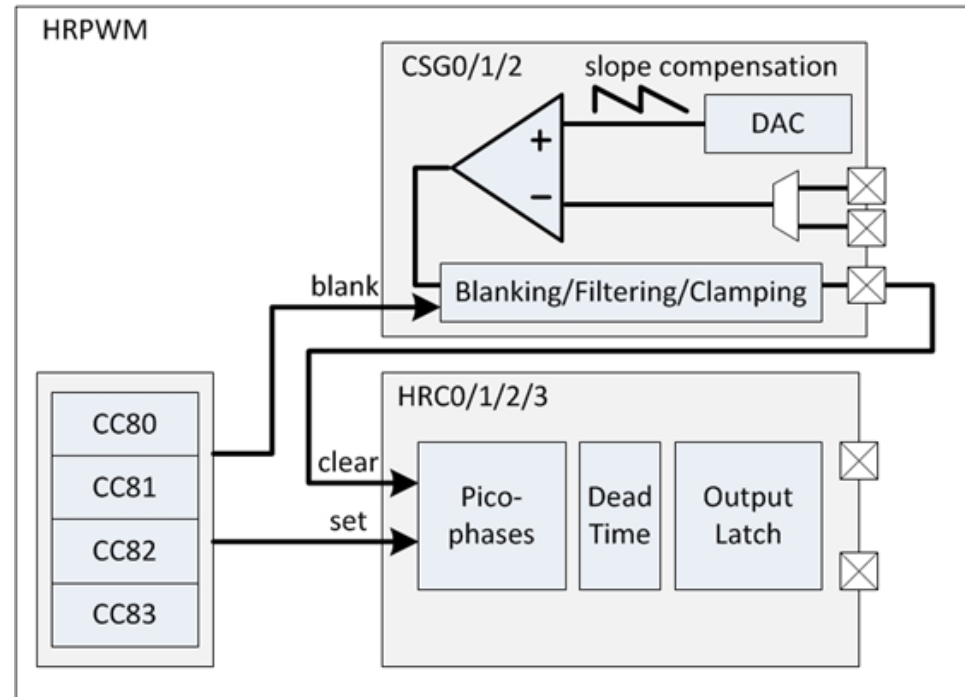 HRPWM
CSG0/1/2
slope compensation
DAC
+
−
blank
Blanking/Filtering/Clamping
CC80
CC81
CC82
CC83
HRC0/1/2/3
clear
set
Pico-
phases
Dead
Time
Output
Latch